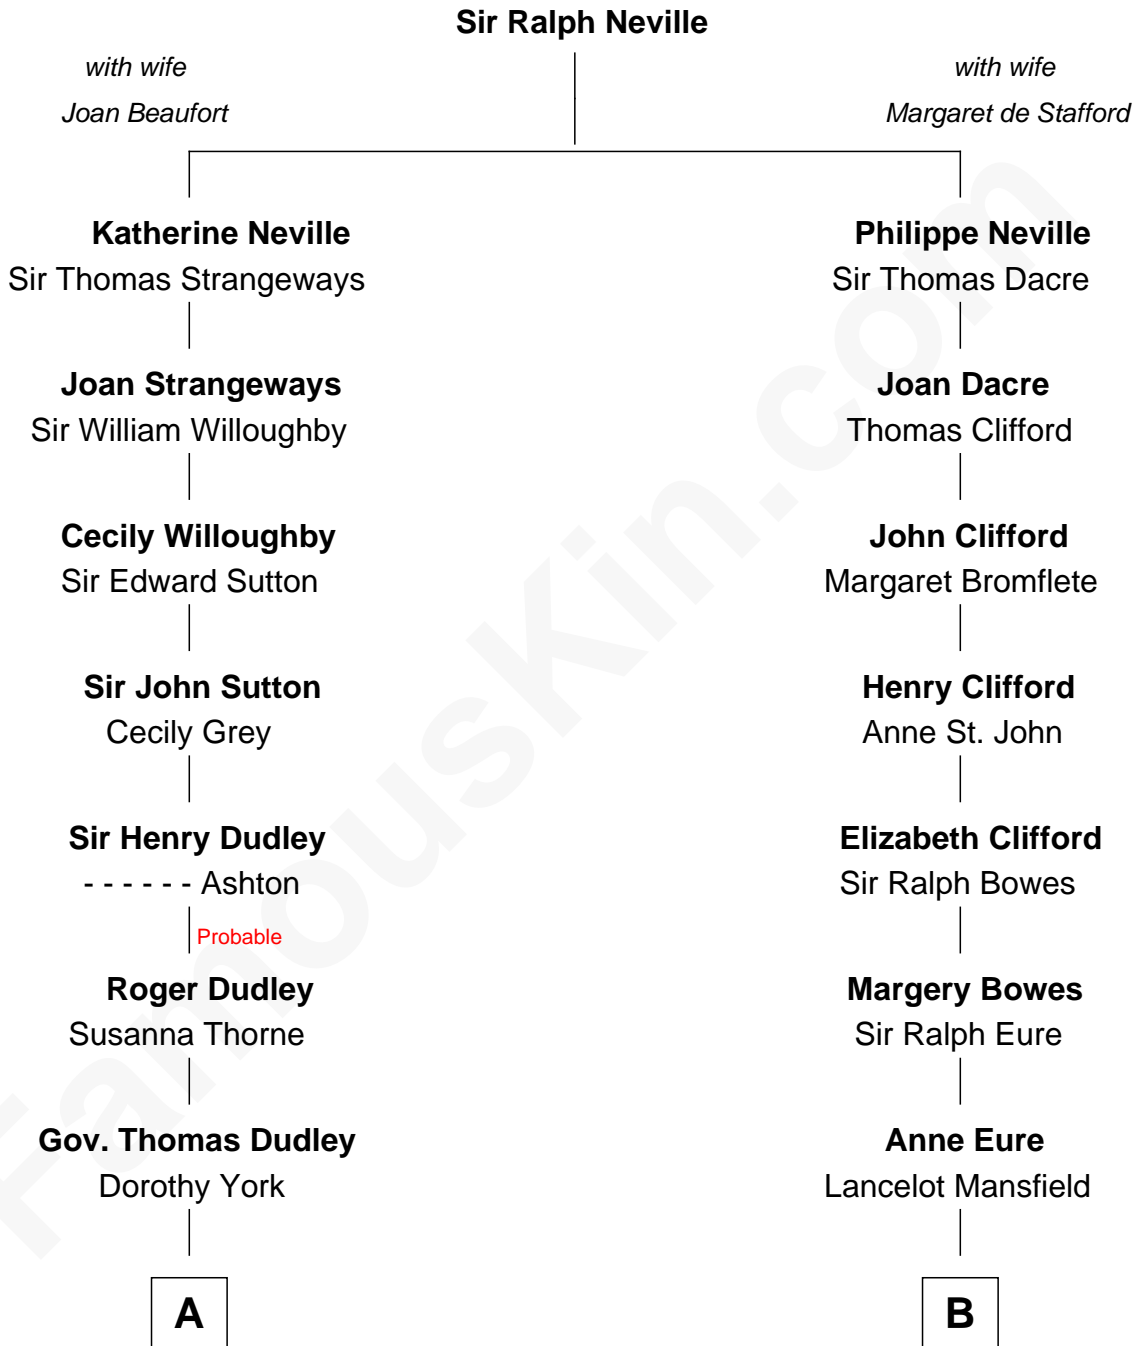 Sir Ralph Neville
with wife
Joan Beaufort
with wife
Margaret de Stafford
Katherine Neville
Sir Thomas Strangeways
Philippe Neville
Sir Thomas Dacre
Joan Strangeways
Sir William Willoughby
Joan Dacre
Thomas Clifford
Cecily Willoughby
Sir Edward Sutton
John Clifford
Margaret Bromflete
Sir John Sutton
Cecily Grey
Henry Clifford
Anne St. John
Sir Henry Dudley
- - - - - - Ashton
Probable
Elizabeth Clifford
Sir Ralph Bowes
Roger Dudley
Susanna Thorne
Margery Bowes
Sir Ralph Eure
Gov. Thomas Dudley
Dorothy York
Anne Eure
Lancelot Mansfield
A
B
FamousKin.com